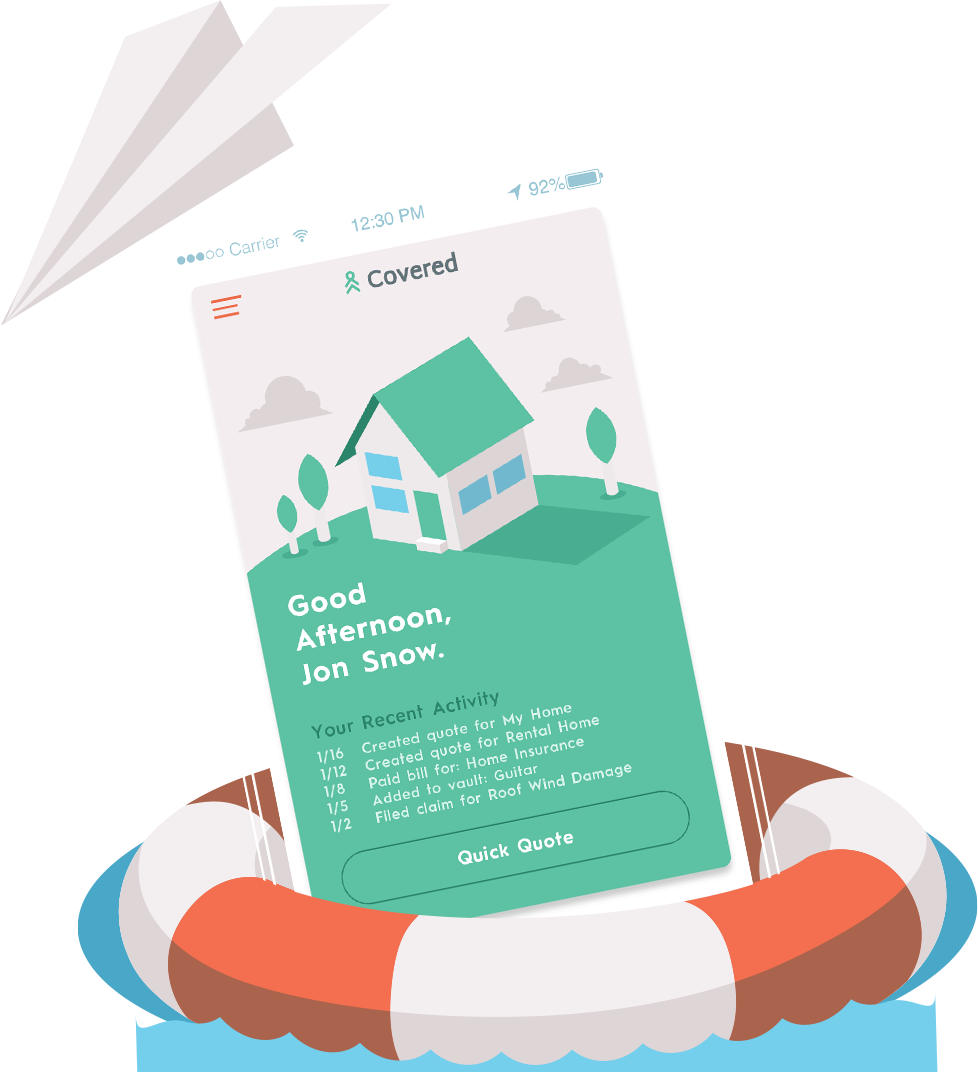 Carrier 12:30 PM 92%
Covered
Good
Afternoon,
Jon Snow.
Your Recent Activity
1/16 Created quote for My Home
1/12 Created quote for Rental Home
1/8 Paid bill for: Home Insurance
1/5 Added to vault: Guitar
1/2 Filed claim for Roof Wind Damage
Quick Quote